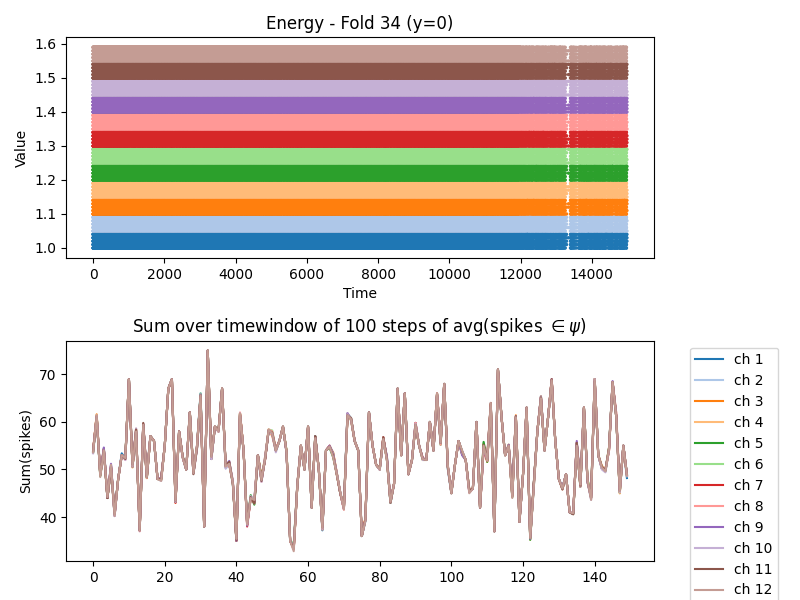 Energy - Fold 34 (y=0)
Value
1.6
1.5
1.4
1.3
1.2
1.1
1.0
0 2000 4000 6000 8000 10000 12000 14000
Time
Sum over timewindow of 100 steps of avg(spikes ∈ ψ)
Sum(spikes)
70
60
50
40
0 20 40 60 80 100 120 140
ch 1
ch 2
ch 3
ch 4
ch 5
ch 6
ch 7
ch 8
ch 9
ch 10
ch 11
ch 12